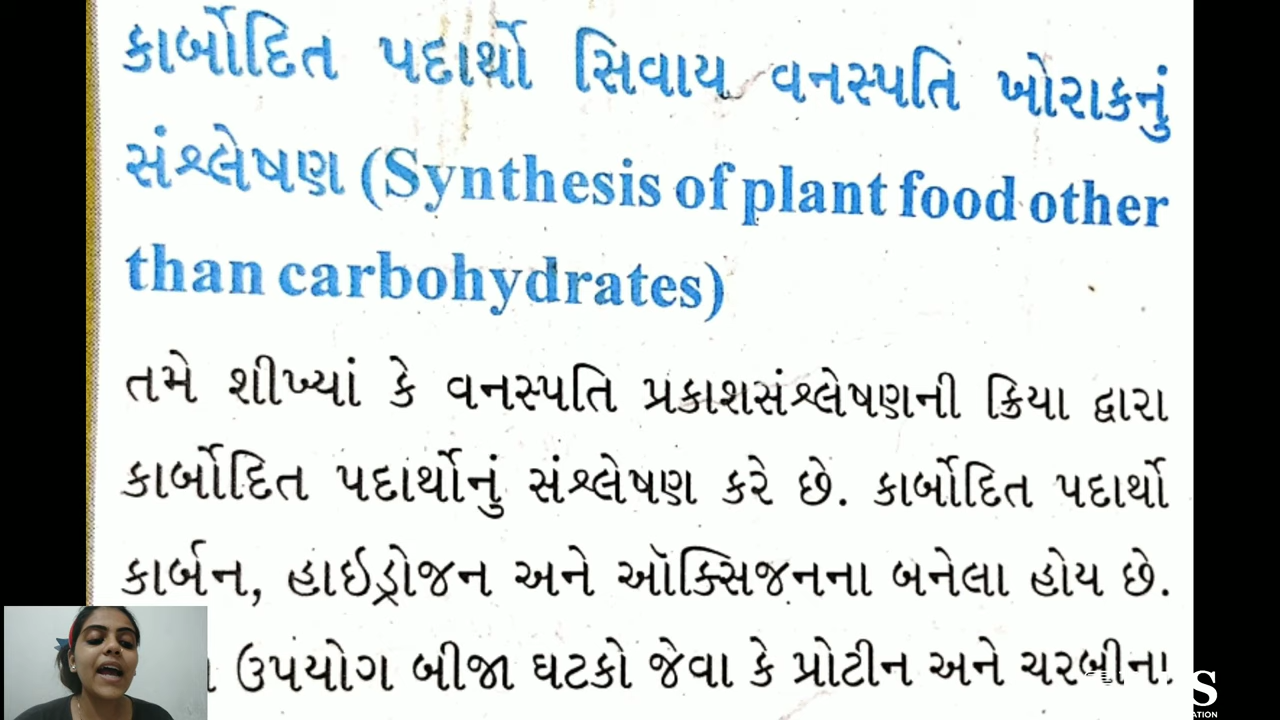 કાર્બોદિત પદાર્થો સિવાય વનસ્પતિ ખોરાકનું
સંશ્લેષણ (Synthesis of plant food other
than carbohydrates)
તમે શીખ્યાં કે વનસ્પતિ પ્રકાશસંશ્લેષણની ક્રિયા દ્વારા
કાર્બોદિત પદાર્થોનું સંશ્લેષણ કરે છે. કાર્બોદિત પદાર્થો
કાર્બન, હાઇડ્રોજન અને ઑક્સિજનના બનેલા હોય છે.
ઉપયોગ બીજા ઘટકો જેવા કે પ્રોટીન અને ચરબીના